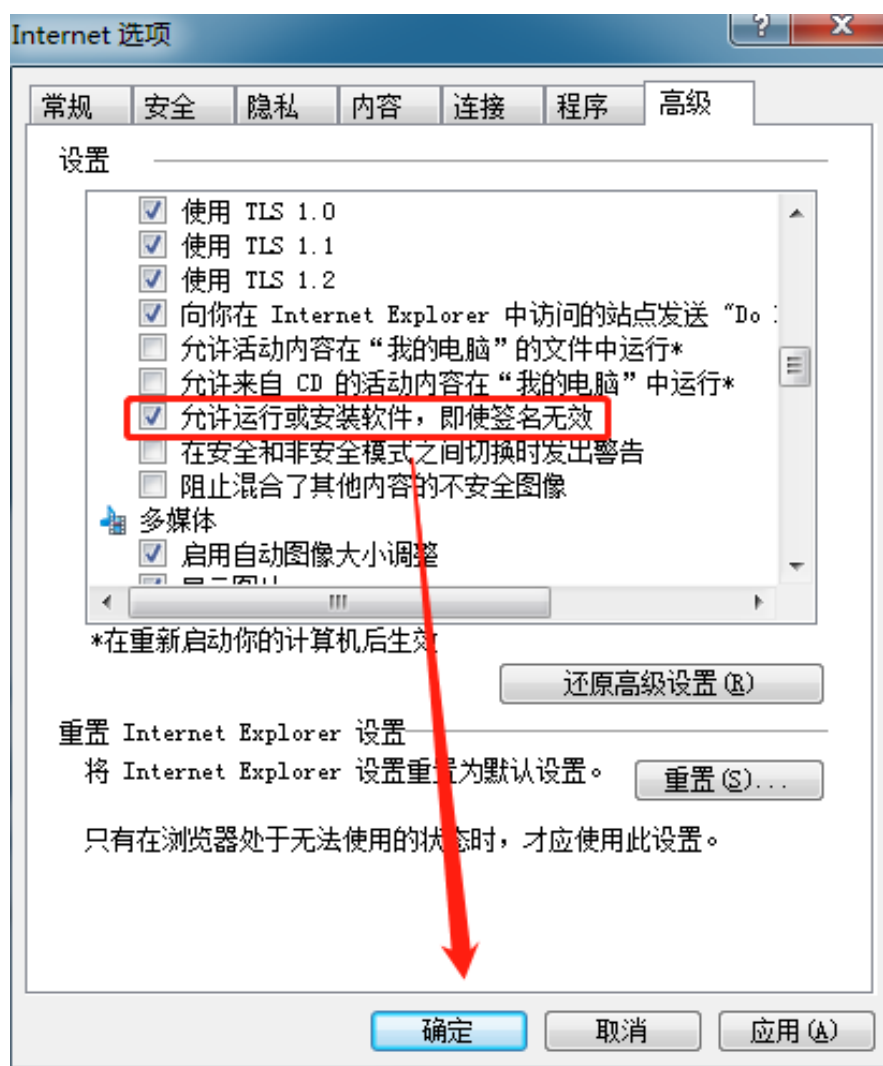 Internet 选项
?
x
常规 安全 隐私 内容 连接 程序 高级
设置
使用 TLS 1.0
使用 TLS 1.1
使用 TLS 1.2
向你在 Internet Explorer 中访问的站点发送 "Do
允许活动内容在“我的电脑”的文件中运行*
允许来自 CD 的活动内容在“我的电脑”中运行*
允许运行或安装软件，即使签名无效
在安全和非安全模式之间切换时发出警告
阻止混合了其他内容的不安全图像
多媒体
启用自动图像大小调整
*在重新启动你的计算机后生效
还原高级设置(R)
重置 Internet Explorer 设置
将 Internet Explorer 设置重置为默认设置。
重置(S)...
只有在浏览器处于无法使用的状态时，才应使用此设置。
确定 取消 应用(A)